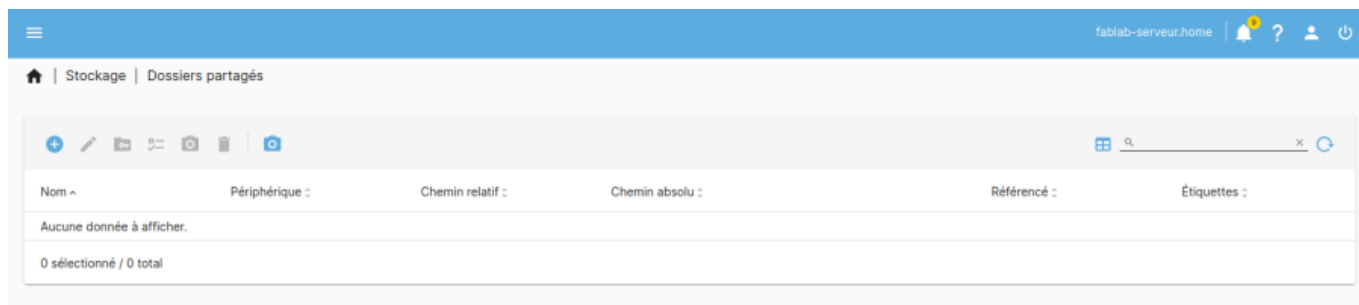 fablab-serveur.home
9
?
Stockage | Dossiers partagés
Nom Périphérique Chemin relatif Chemin absolu Référencé Étiquettes
Aucune donnée à afficher.
0 sélectionné / 0 total